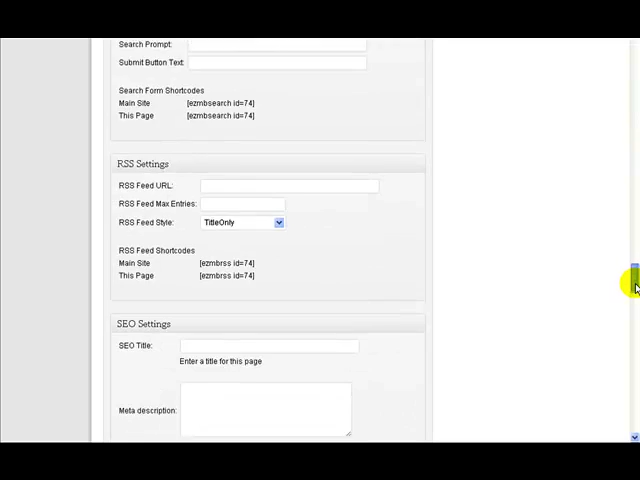 Search Prompt:
Submit Button Text:
Search Form Shortcodes
Main Site [ezmbsearch id=74]
This Page [ezmbsearch id=74]
RSS Settings
RSS Feed URL:
RSS Feed Max Entries:
RSS Feed Style: TitleOnly
RSS Feed Shortcodes
Main Site [ezmbrss id=74]
This Page [ezmbrss id=74]
SEO Settings
SEO Title:
Enter a title for this page
Meta description: